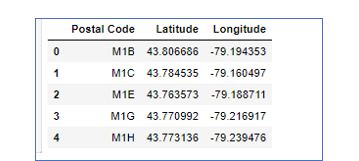 Postal Code Latitude Longitude
0 M1B 43.806686 -79.194353
1 M1C 43.784535 -79.160497
2 M1E 43.763573 -79.188711
3 M1G 43.770992 -79.216917
4 M1H 43.773136 -79.239476